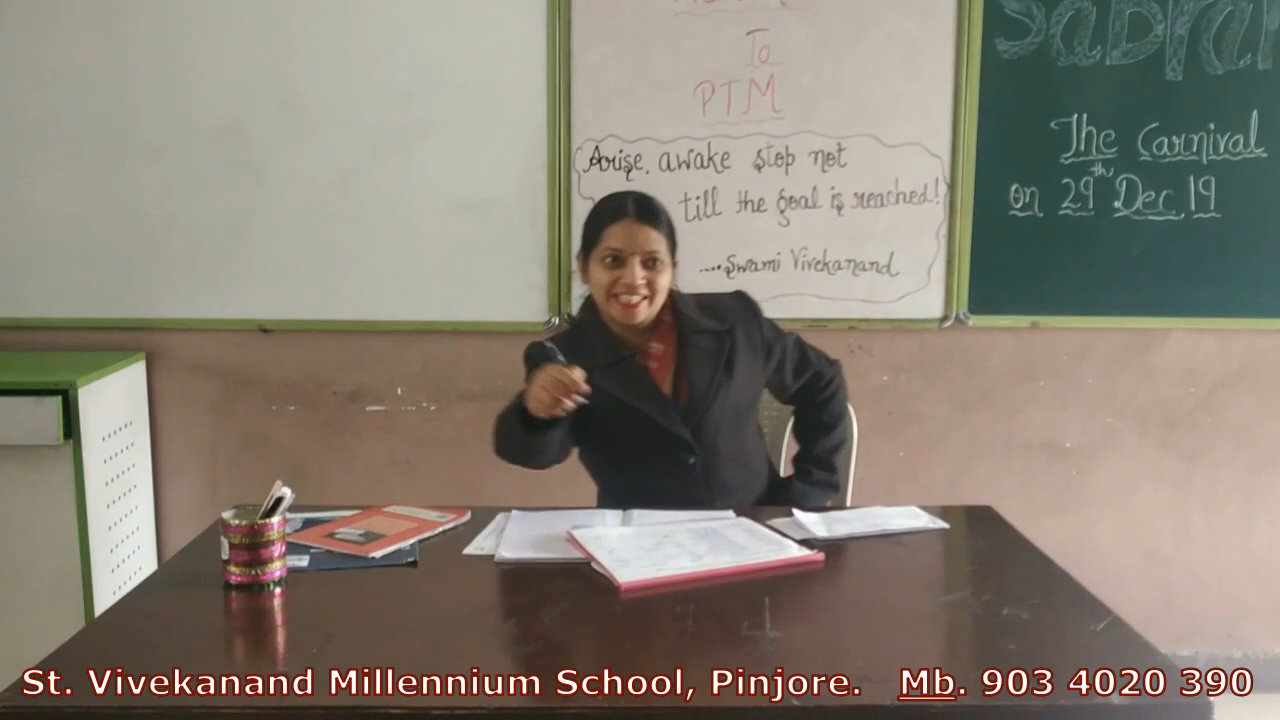 To
PTM
Arise, awake stop not
till the goal is reached!
....Swami Vivekanand
The Carnival
on 29th Dec 19
St. Vivekanand Millennium School, Pinjore. Mb. 903 4020 390